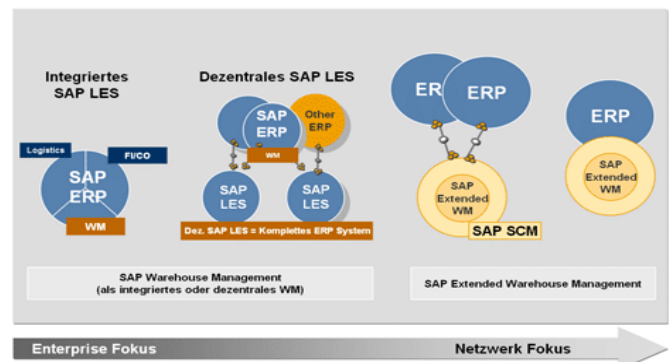 Integriertes
SAP LES
Logistics
FI/CO
SAP
ERP
WM
Dezentrales SAP LES
SAP
ERP
Other
ERP
WM
SAP
LES
SAP
LES
Dez. SAP LES = Komplettes ERP System
SAP Warehouse Management
(als integriertes oder dezentrales WM)
ERP
ERP
SAP
Extended
WM
SAP SCM
ERP
SAP
Extended
WM
SAP Extended Warehouse Management
Enterprise Fokus
Netzwerk Fokus